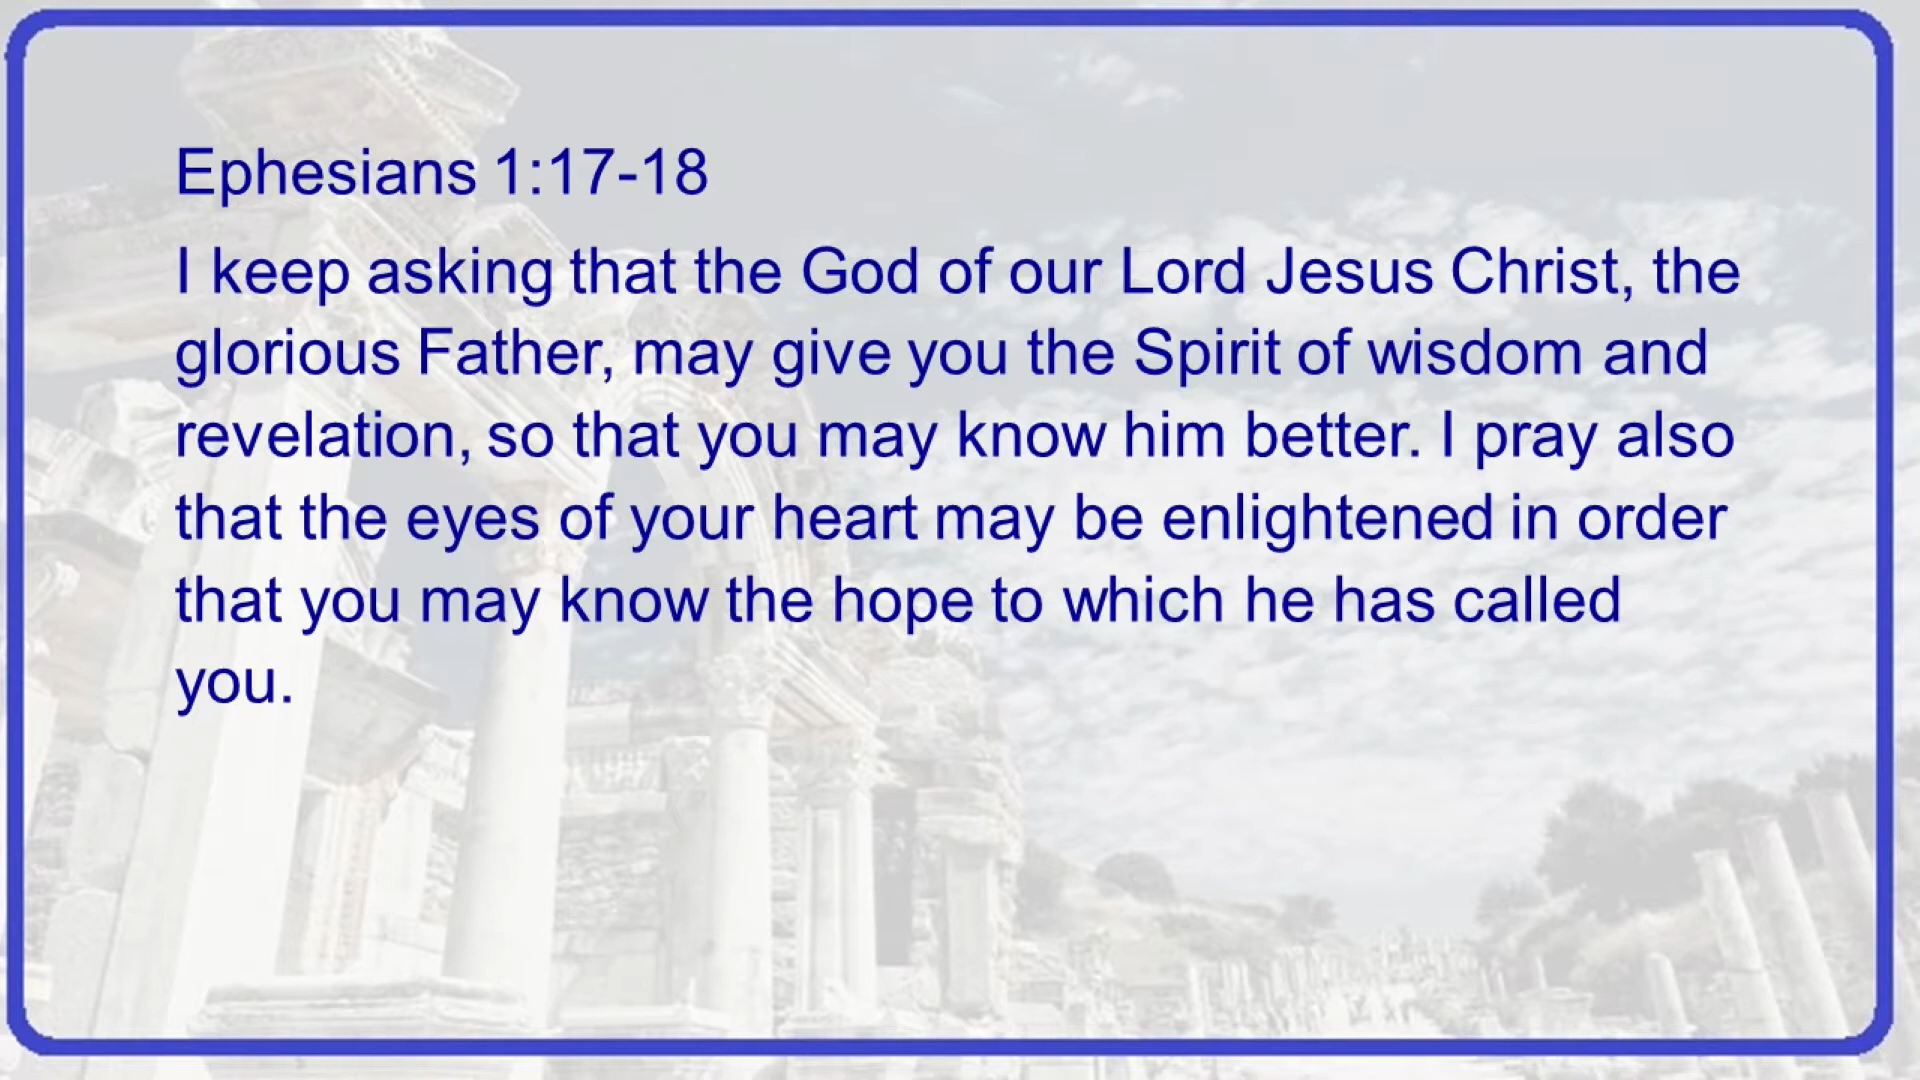 Ephesians 1:17-18
I keep asking that the God of our Lord Jesus Christ, the
glorious Father, may give you the Spirit of wisdom and
revelation, so that you may know him better. I pray also
that the eyes of your heart may be enlightened in order
that you may know the hope to which he has called
you.